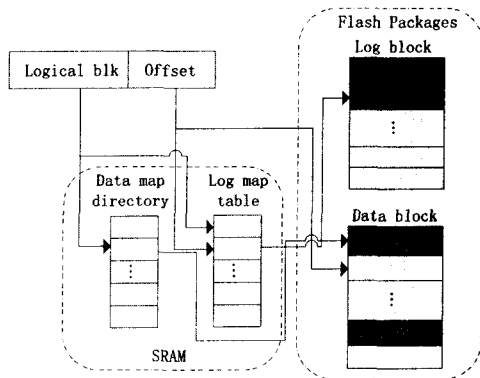 Flash Packages
Log block
Logical blk
Offset
Data map
directory
Log map
table
Data block
SRAM